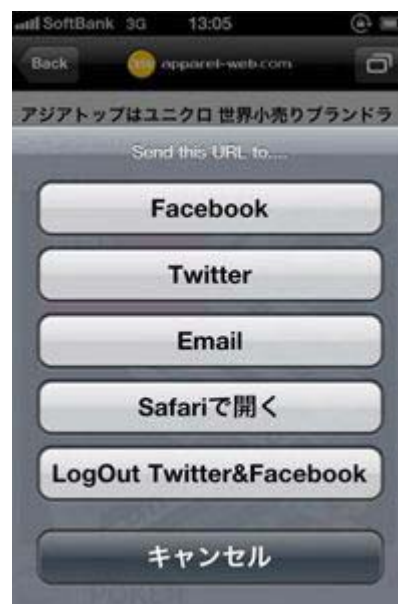 SoftBank 3G 13:05
Back apparel-web.com
アジアトップはユニクロ 世界小売りブランドラ
Send this URL to....
Facebook
Twitter
Email
Safariで開く
LogOut Twitter&Facebook
キャンセル